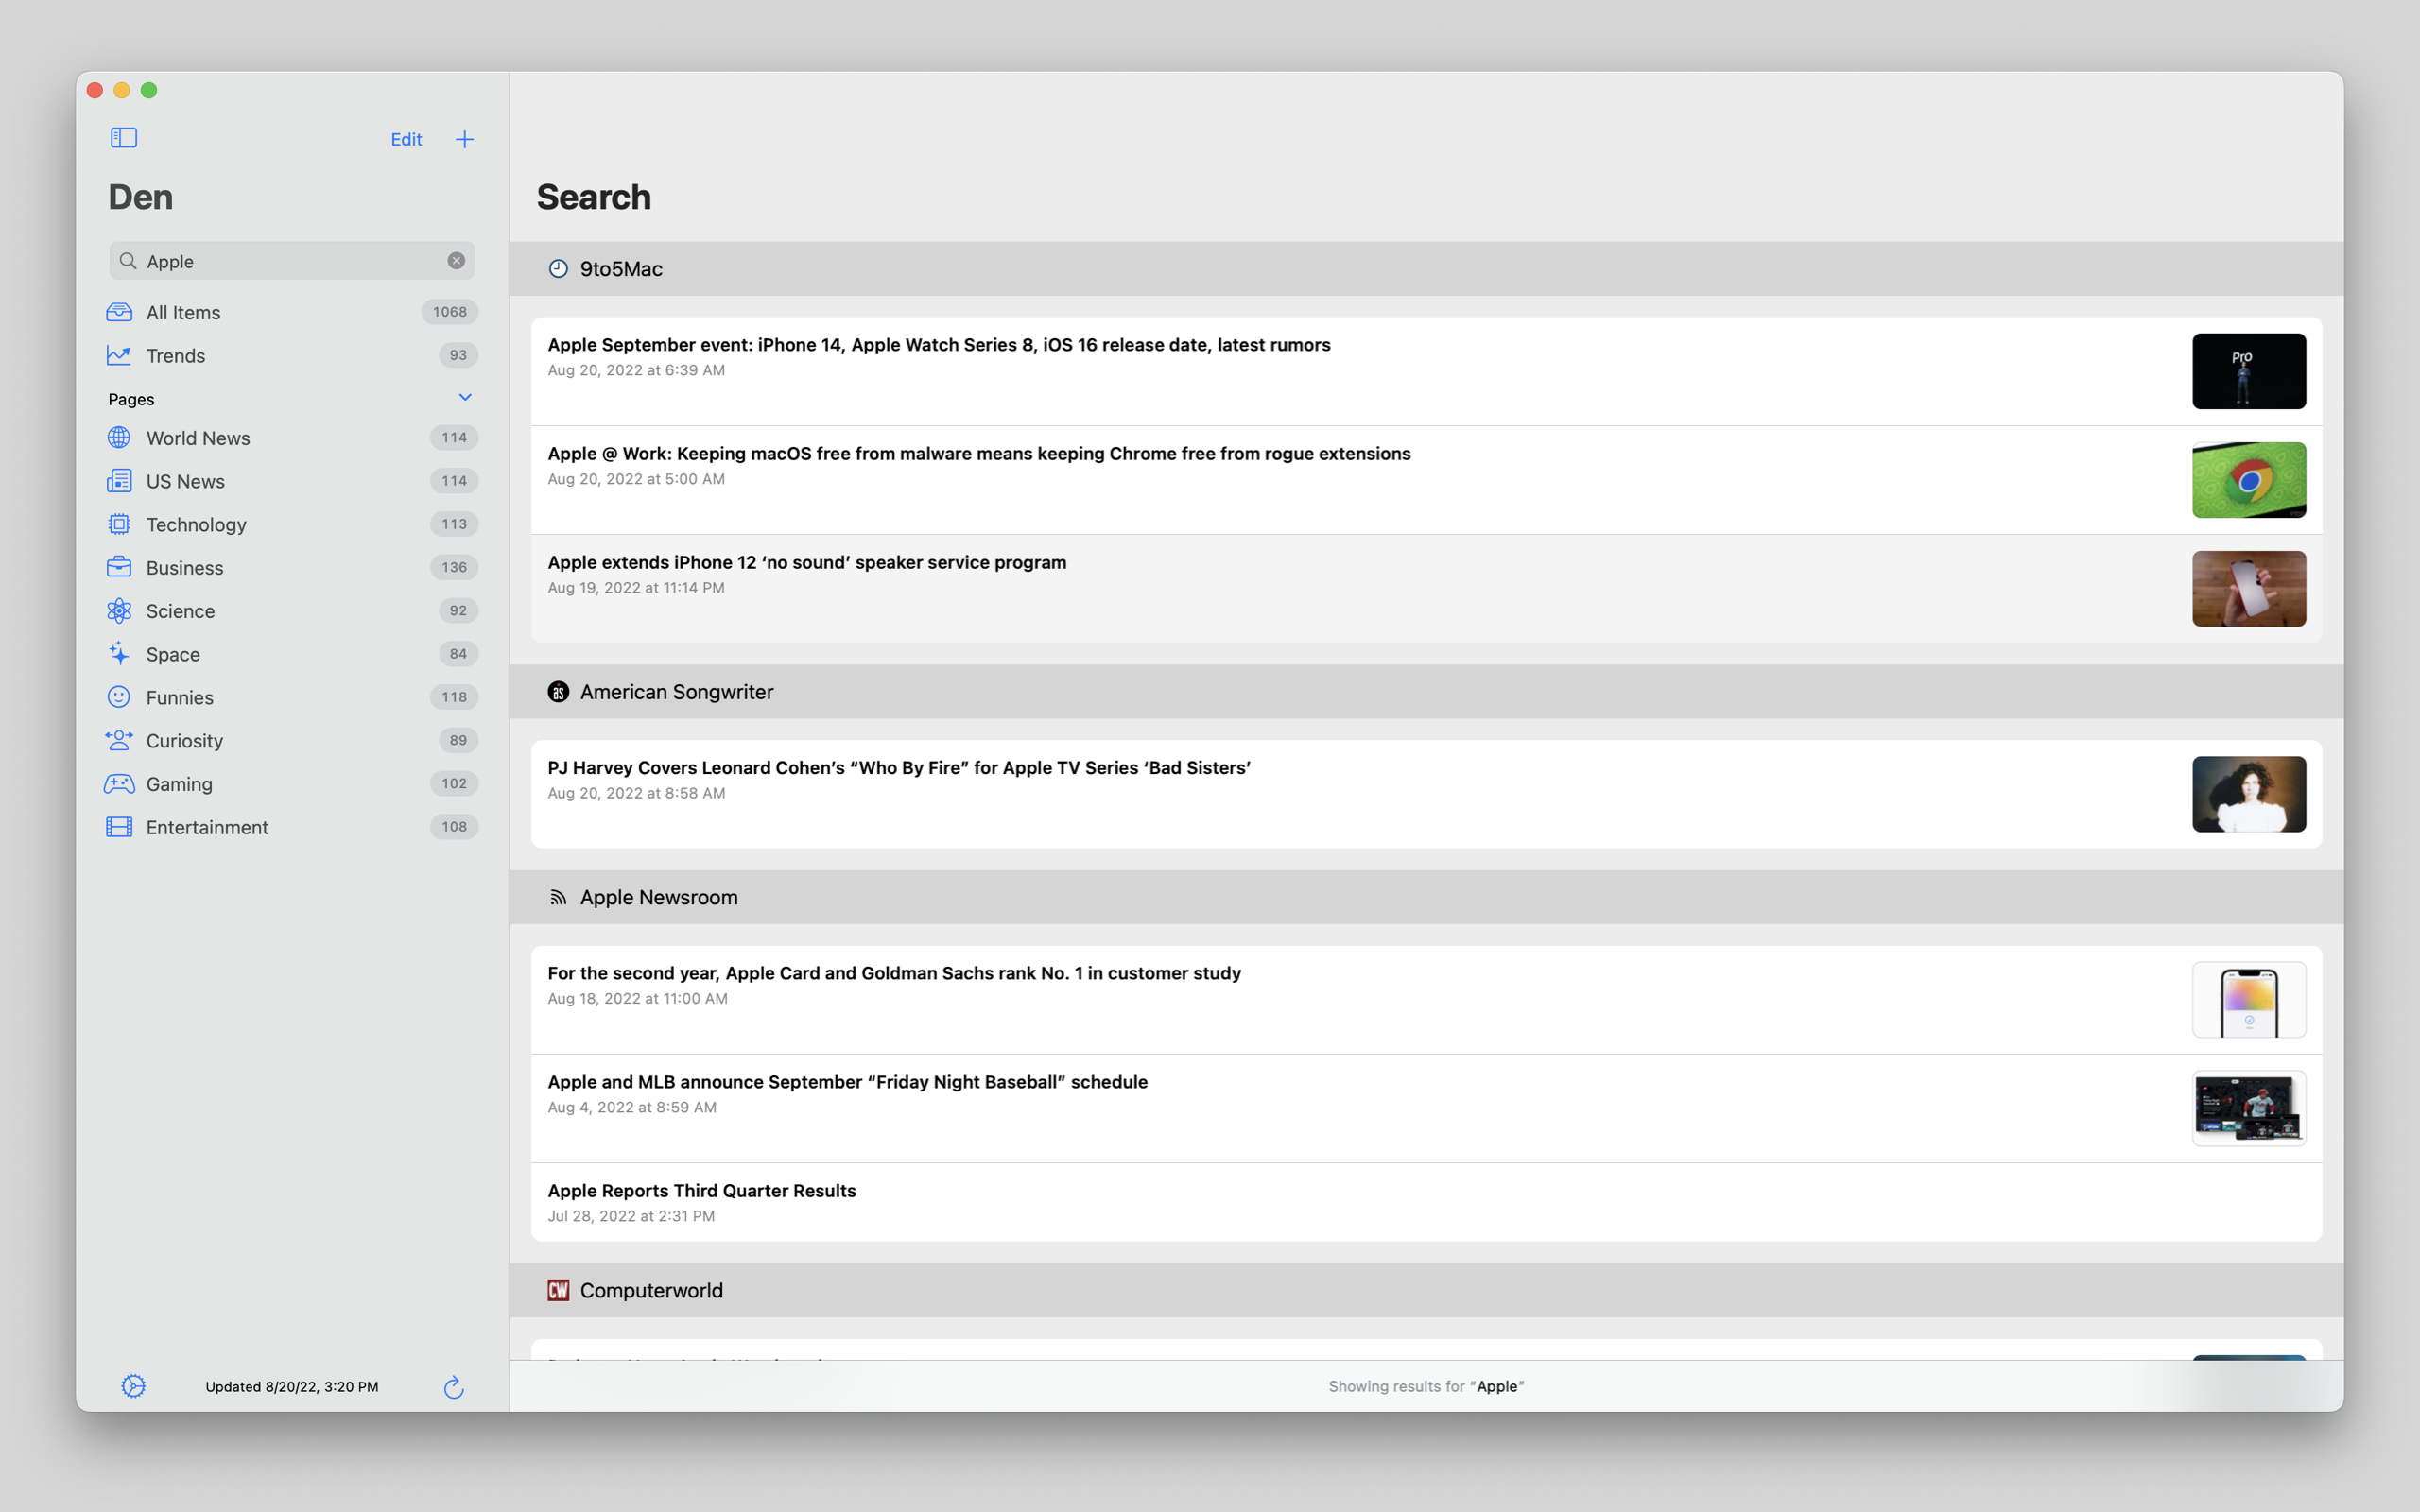 Edit
Den
Apple
All Items 1068
Trends 93
Pages
World News 114
US News 114
Technology 113
Business 136
Science 92
Space 84
Funnies 118
Curiosity 89
Gaming 102
Entertainment 108
Updated 8/20/22, 3:20 PM
Search
9to5Mac
Apple September event: iPhone 14, Apple Watch Series 8, iOS 16 release date, latest rumors
Aug 20, 2022 at 6:39 AM
Pro
Apple @ Work: Keeping macOS free from malware means keeping Chrome free from rogue extensions
Aug 20, 2022 at 5:00 AM
Apple extends iPhone 12 ‘no sound’ speaker service program
Aug 19, 2022 at 11:14 PM
as American Songwriter
PJ Harvey Covers Leonard Cohen’s “Who By Fire” for Apple TV Series ‘Bad Sisters’
Aug 20, 2022 at 8:58 AM
Apple Newsroom
For the second year, Apple Card and Goldman Sachs rank No. 1 in customer study
Aug 18, 2022 at 11:00 AM
Apple and MLB announce September “Friday Night Baseball” schedule
Aug 4, 2022 at 8:59 AM
Apple Reports Third Quarter Results
Jul 28, 2022 at 2:31 PM
CW Computerworld
Showing results for “Apple”